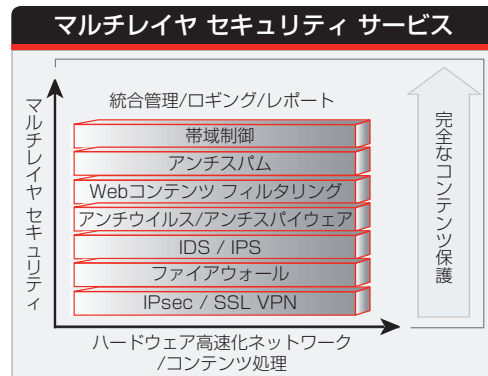 マルチレイヤ セキュリティ サービス
マルチレイヤ セキュリティ
統合管理/ロギング/レポート
帯域制御
アンチスパム
Webコンテンツ フィルタリング
アンチウイルス/アンチスパイウェア
IDS / IPS
ファイアウォール
IPsec / SSL VPN
完全なコンテンツ保護
ハードウェア高速化ネットワーク
/コンテンツ処理